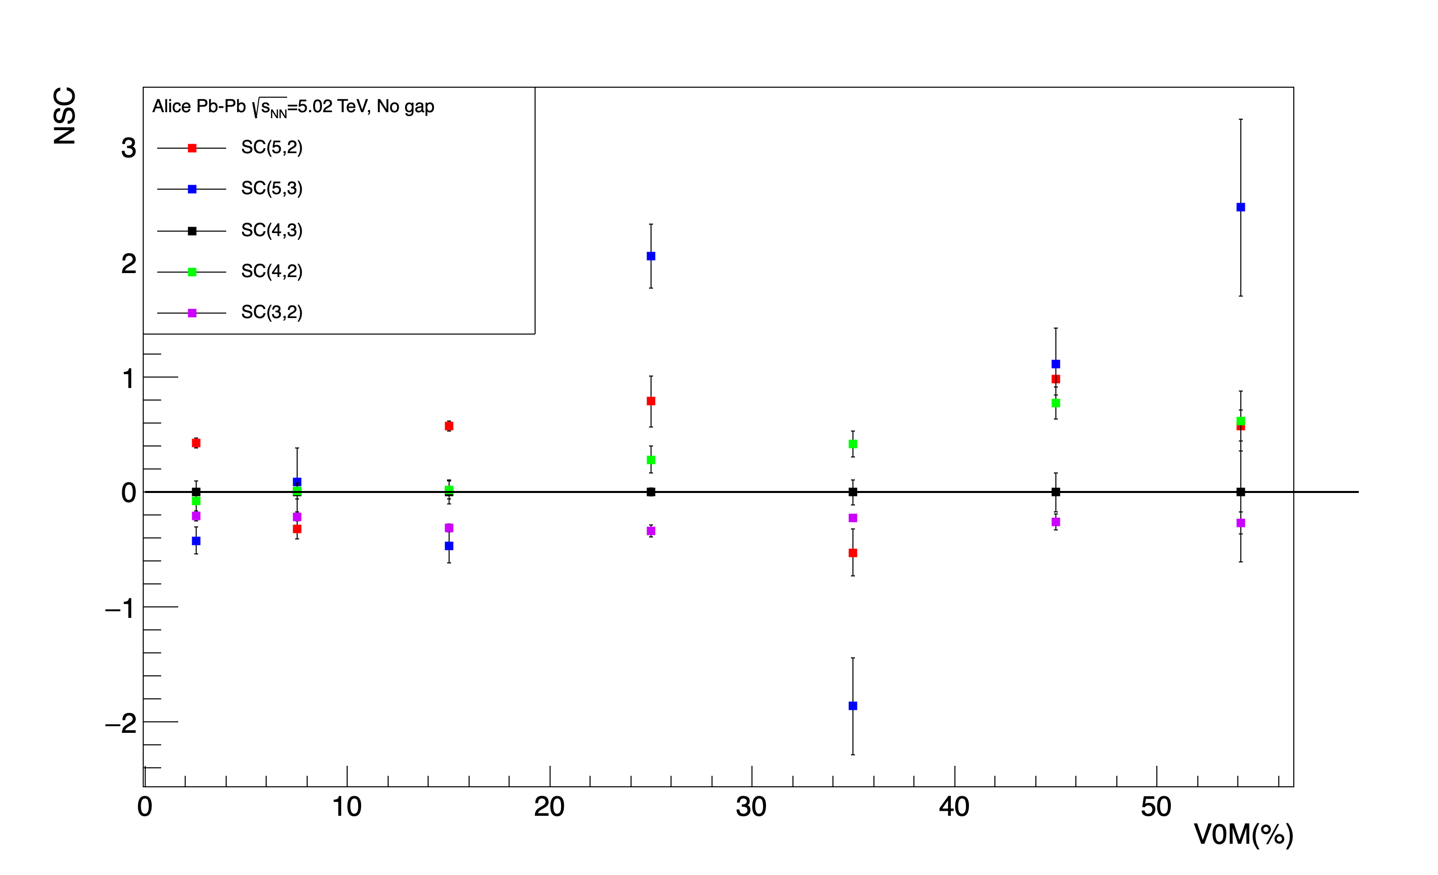 NSC
Alice Pb-Pb √sNN=5.02 TeV, No gap
SC(5,2)
SC(5,3)
SC(4,3)
SC(4,2)
SC(3,2)
3
2
1
0
−1
−2
0 10 20 30 40 50
V0M(%)